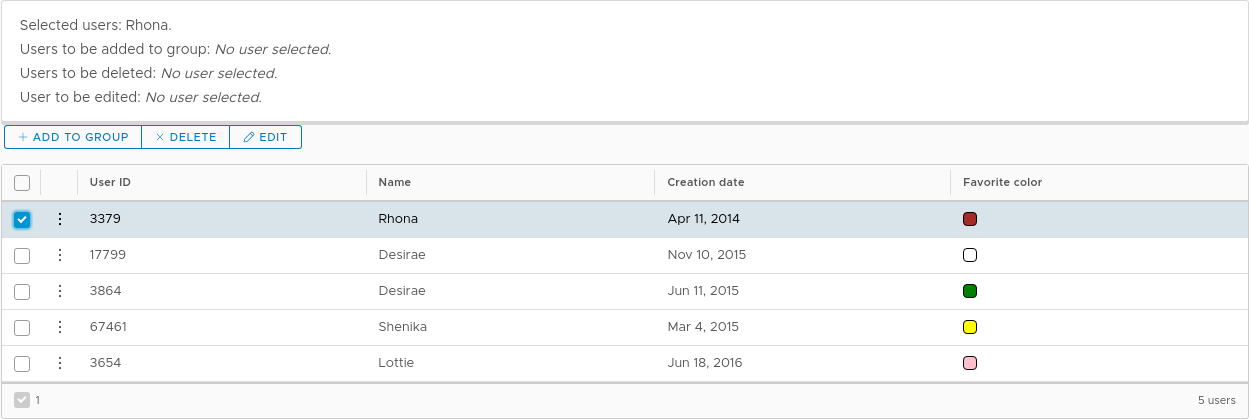 Selected users: Rhona.
Users to be added to group: No user selected.
Users to be deleted: No user selected.
User to be edited: No user selected.
ADD TO GROUP DELETE EDIT
User ID Name Creation date Favorite color
3379 Rhona Apr 11, 2014
17799 Desirae Nov 10, 2015
3864 Desirae Jun 11, 2015
67461 Shenika Mar 4, 2015
3654 Lottie Jun 18, 2016
1 5 users